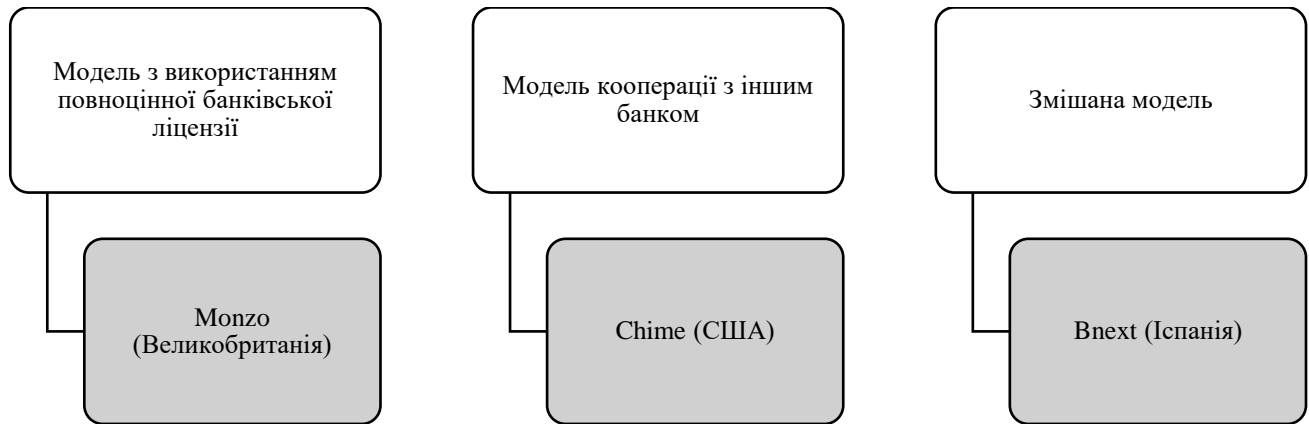 Модель з використанням
повноцінної банківської
ліцензії
Monzo
(Великобританія)
Модель кооперації з іншим
банком
Chime (США)
Змішана модель
Bnext (Іспанія)